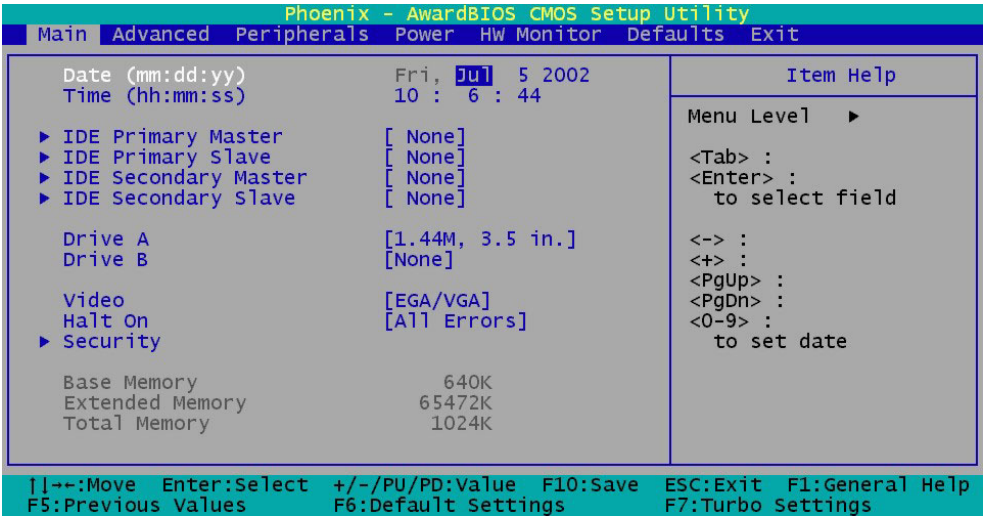 Phoenix - AwardBIOS CMOS Setup Utility
Main Advanced Peripherals Power HW Monitor Defaults Exit
Date (mm:dd:yy) Fri, Jul 5 2002
Time (hh:mm:ss) 10 : 6 : 44
▶ IDE Primary Master [ None]
▶ IDE Primary Slave [ None]
▶ IDE Secondary Master [ None]
▶ IDE Secondary Slave [ None]
Drive A [1.44M, 3.5 in.]
Drive B [None]
Video [EGA/VGA]
Halt On [All Errors]
▶ Security
Base Memory 640K
Extended Memory 65472K
Total Memory 1024K
Item Help
Menu Level ▶
<Tab> :
<Enter> :
to select field
<-> :
<+> :
<PgUp> :
<PgDn> :
<0-9> :
to set date
↑↓→←:Move Enter:Select +/-/PU/PD:Value F10:Save ESC:Exit F1:General Help
F5:Previous Values F6:Default Settings F7:Turbo Settings